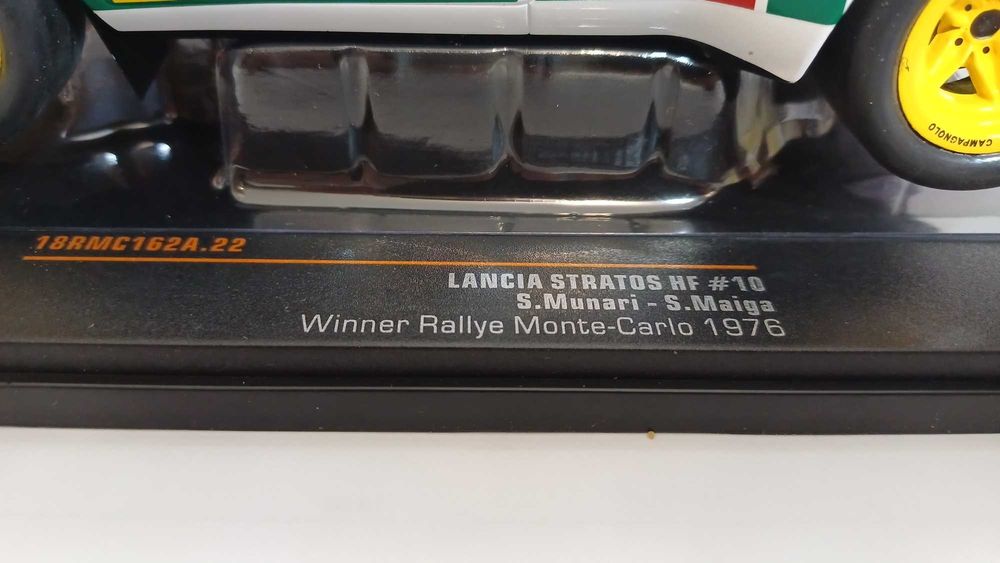 CAMPAGNOLO
18RMC162A.22
LANCIA STRATOS HF #10
S.Munari - S.Maiga
Winner Rallye Monte-Carlo 1976